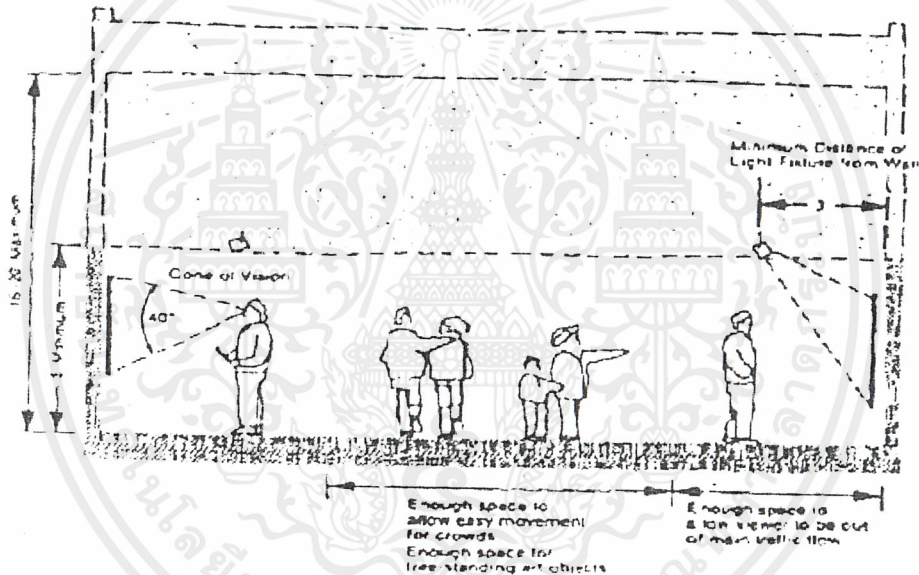 Minimum Distance of
Light Fixture from Wall
3
Cone of Vision
40°
Minimum
Enough space to
allow easy movement
for crowds
Enough space for
free-standing art objects
Enough space to
allow viewer to be out
of main traffic flow